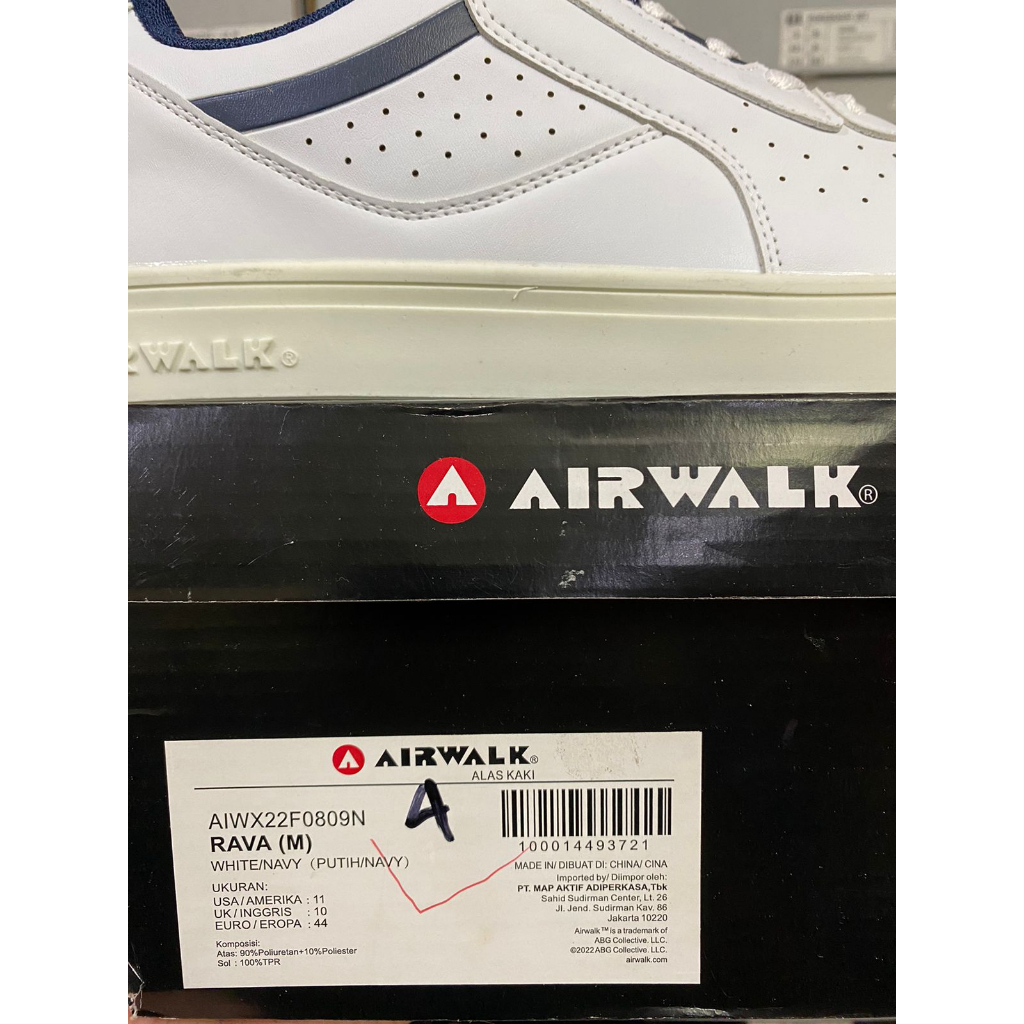 WALK®
AIRWALK®
AIRWALK®
ALAS KAKI
4
AIWX22F0809N
RAVA (M)
WHITE/NAVY (PUTIH/NAVY)
UKURAN:
USA/AMERIKA : 11
UK/INGGRIS : 10
EURO/EROPA : 44
Komposisi:
Atas: 90%Poliuretan+10%Poliester
Sol : 100%TPR
100014493721
MADE IN/ DIBUAT DI: CHINA/ CINA
Imported by/ Diimpor oleh:
PT. MAP AKTIF ADIPERKASA,Tbk
Sahid Sudirman Center, Lt. 26
Jl. Jend. Sudirman Kav. 86
Jakarta 10220
Airwalk™ is a trademark of
ABG Collective. LLC.
©2022 ABG Collective. LLC.
airwalk.com